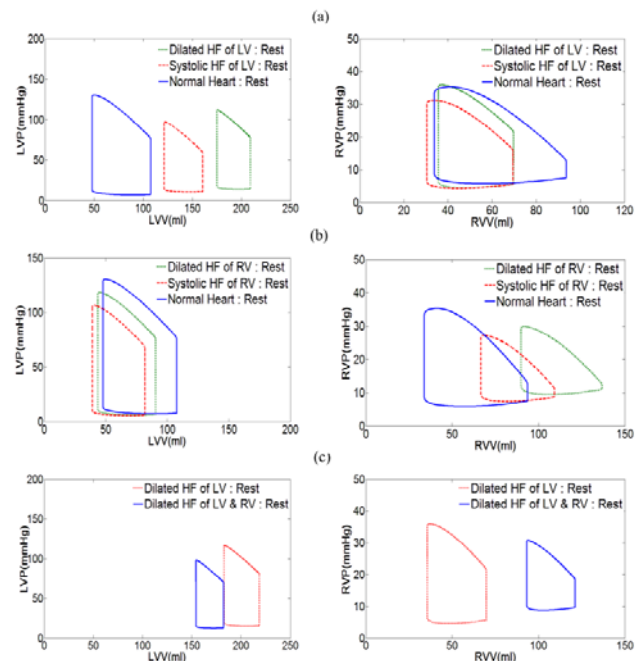 (a)
200
150
100
50
0
0 50 100 150 200 250
LVP(mmHg)
LVV(ml)
Dilated HF of LV : Rest
Systolic HF of LV : Rest
Normal Heart : Rest
50
40
30
20
10
0
20 40 60 80 100 120
RVP(mmHg)
RVV(ml)
Dilated HF of LV : Rest
Systolic HF of LV : Rest
Normal Heart : Rest
(b)
150
100
50
0
0 50 100 150 200
LVP(mmHg)
LVV(ml)
Dilated HF of RV : Rest
Systolic HF of RV : Rest
Normal Heart : Rest
50
40
30
20
10
0
0 50 100 150
RVP(mmHg)
RVV(ml)
Dilated HF of RV : Rest
Systolic HF of RV : Rest
Normal Heart : Rest
(c)
200
150
100
50
0
0 50 100 150 200 250
LVP(mmHg)
LVV(ml)
Dilated HF of LV : Rest
Dilated HF of LV & RV : Rest
50
40
30
20
10
0
0 50 100 150
RVP(mmHg)
RVV(ml)
Dilated HF of LV : Rest
Dilated HF of LV & RV : Rest